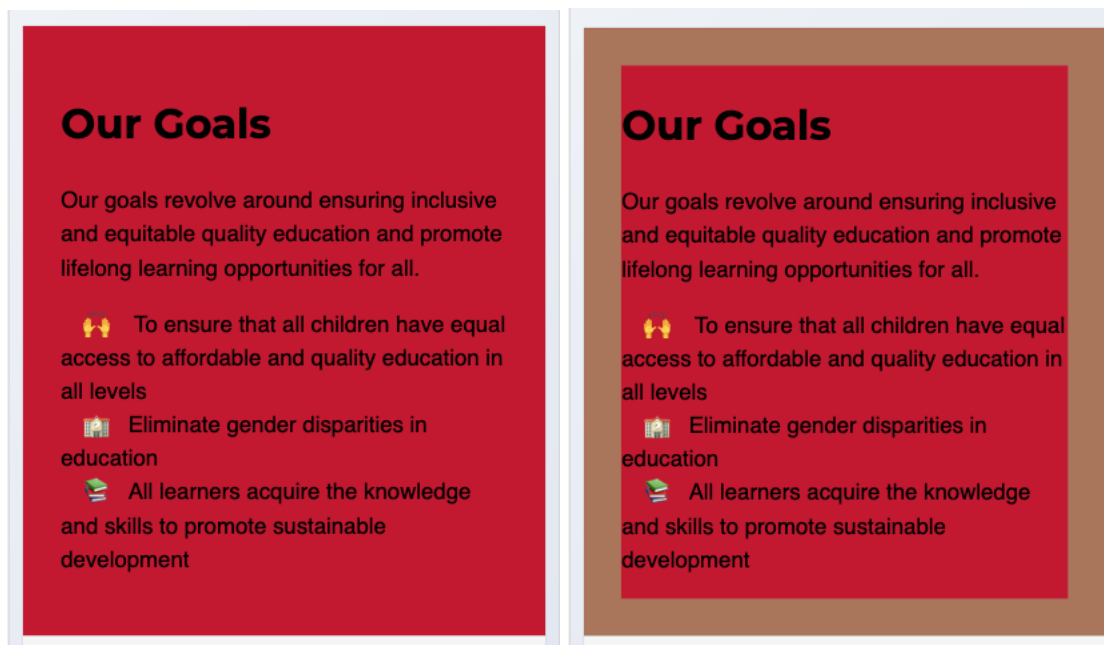 Our Goals
Our goals revolve around ensuring inclusive
and equitable quality education and promote
lifelong learning opportunities for all.
🙌 To ensure that all children have equal
access to affordable and quality education in
all levels
🏫 Eliminate gender disparities in
education
📚 All learners acquire the knowledge
and skills to promote sustainable
development
Our Goals
Our goals revolve around ensuring inclusive
and equitable quality education and promote
lifelong learning opportunities for all.
🙌 To ensure that all children have equal
access to affordable and quality education in
all levels
🏫 Eliminate gender disparities in
education
📚 All learners acquire the knowledge
and skills to promote sustainable
development